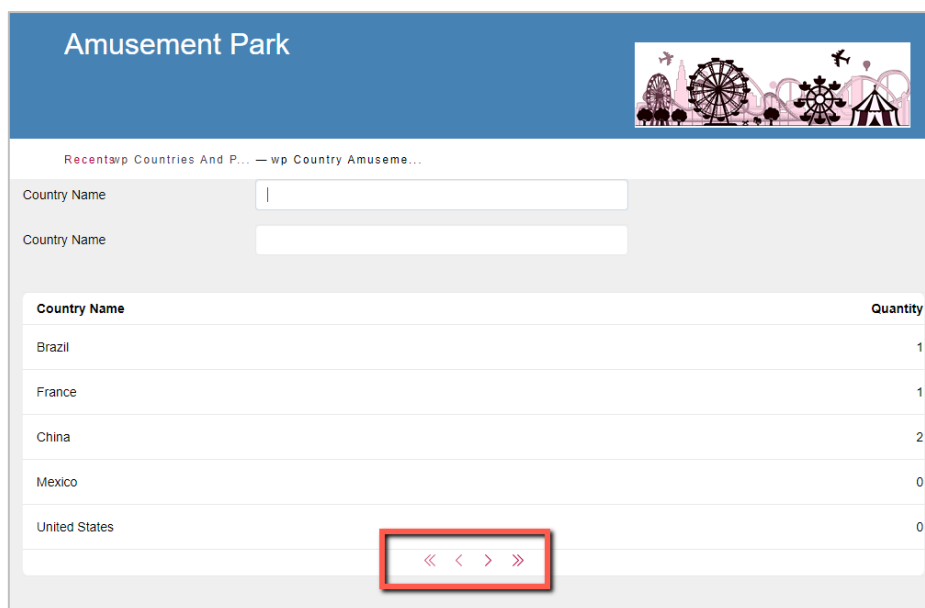 Amusement Park
Recentswp Countries And P... — wp Country Amuseme...
Country Name
Country Name
Country Name Quantity
Brazil 1
France 1
China 2
Mexico 0
United States 0